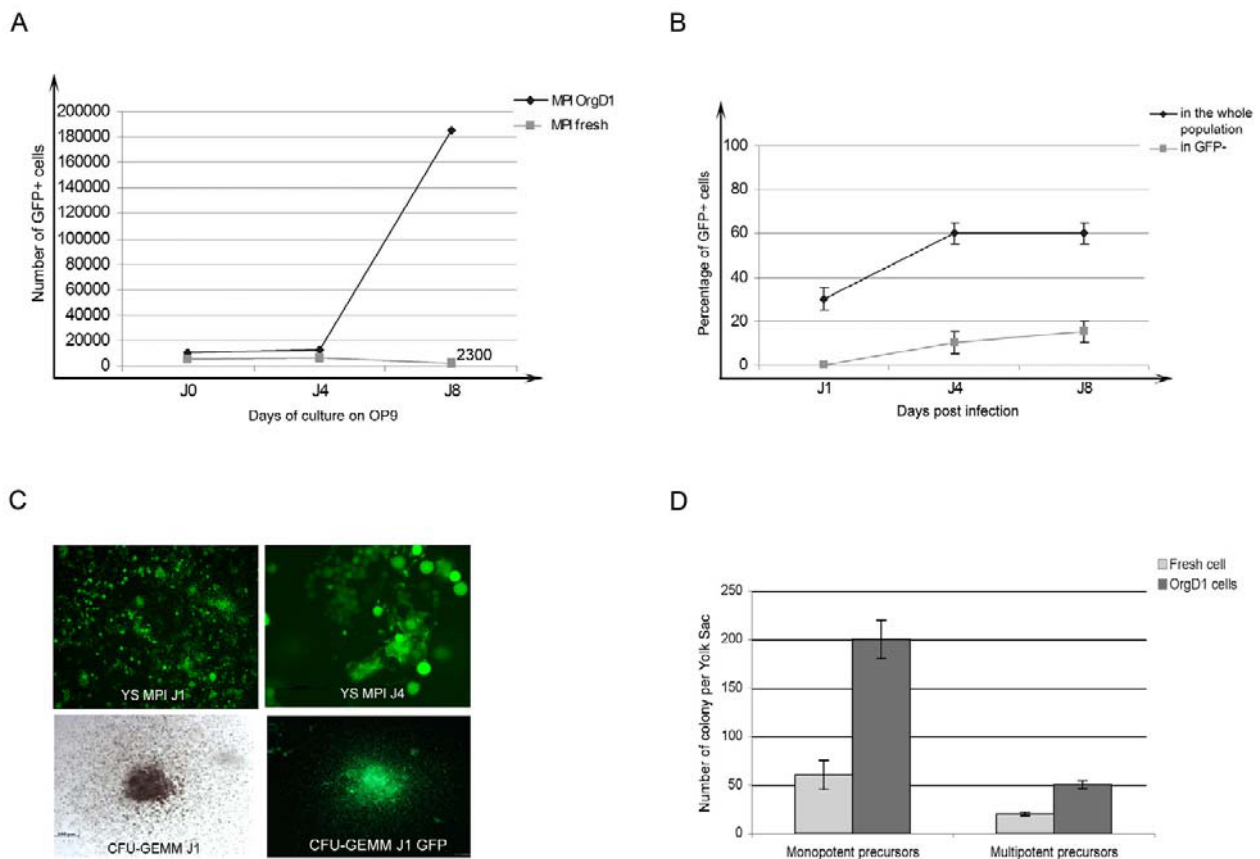 A
Number of GFP+ cells
200000
180000
160000
140000
120000
100000
80000
60000
40000
20000
0
2300
J0 J4 J8
Days of culture on OP9
MPI OrgD1
MPI fresh
B
Percentage of GFP+ cells
100
80
60
40
20
0
J1 J4 J8
Days post infection
in the whole
population
in GFP-
C
YS MPI J1
YS MPI J4
CFU-GEMM J1
CFU-GEMM J1 GFP
D
Number of colony per Yolk Sac
250
200
150
100
50
0
Monopotent precursors
Multipotent precursors
Fresh cell
OrgD1 cells